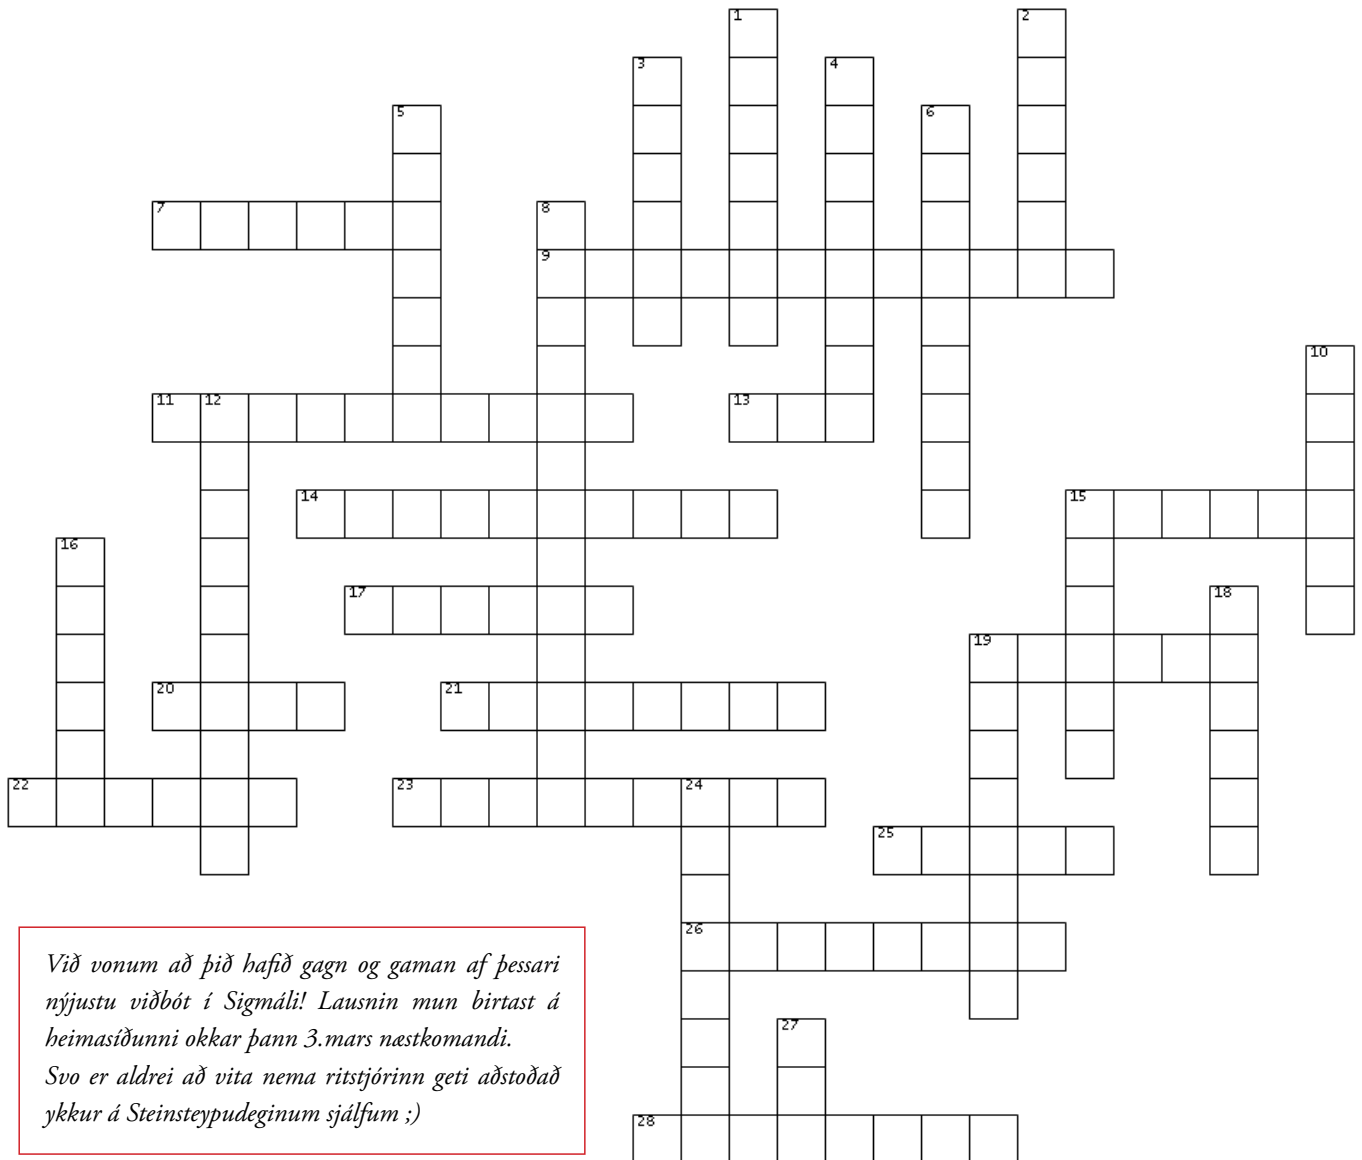 1 2
3 4
5 6
7 8
9
10
11 12 13
14 15
16
17 18
19
20 21
22 23 24
25
26
27
28
Við vonum að þið hafið gagn og gaman af þessari
nýjustu viðbót í Sigmáli! Lausnin mun birtast á
heimasíðunni okkar þann 3.mars næstkomandi.
Svo er aldrei að vita nema ritstjórinn geti aðstoðað
ykkur á Steinsteypudeginum sjálfum ;)